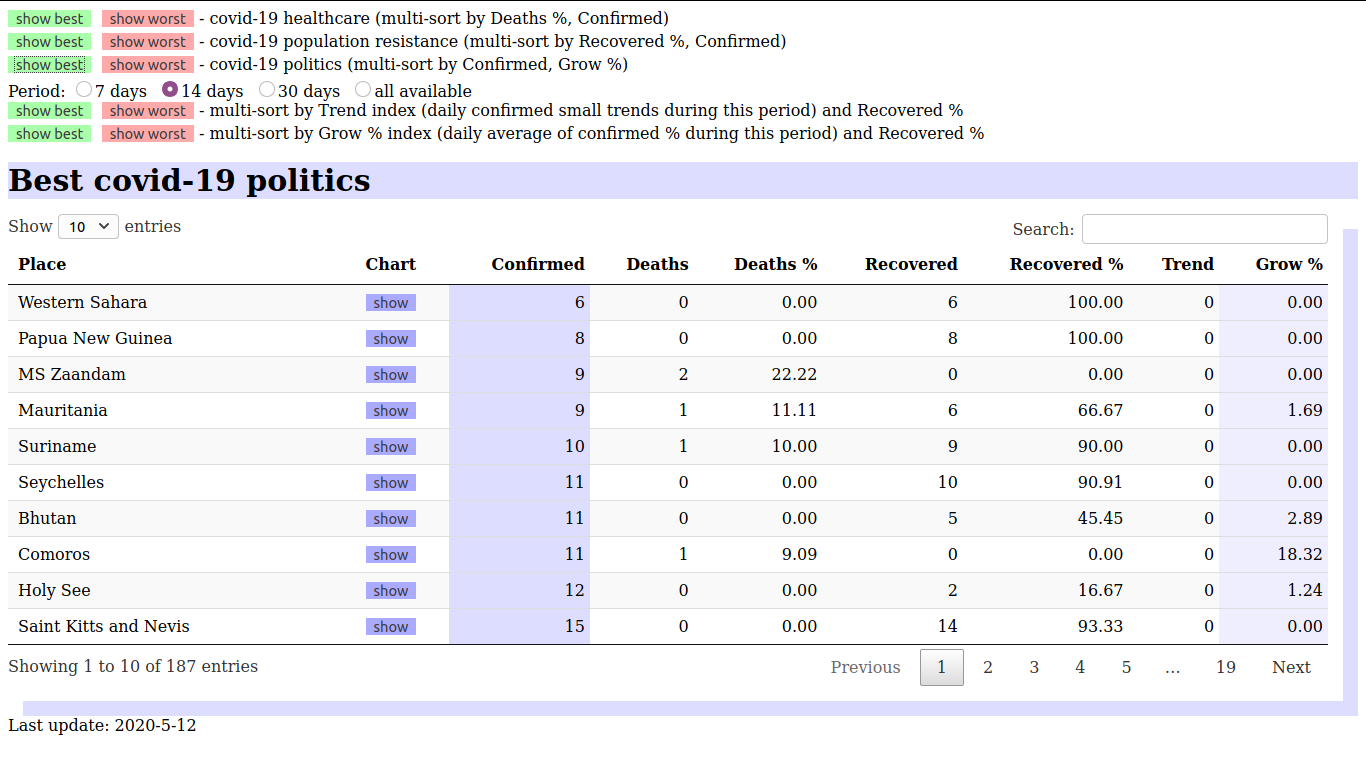 show best show worst - covid-19 healthcare (multi-sort by Deaths %, Confirmed)
show best show worst - covid-19 population resistance (multi-sort by Recovered %, Confirmed)
show best show worst - covid-19 politics (multi-sort by Confirmed, Grow %)
Period: 7 days 14 days 30 days all available
show best show worst - multi-sort by Trend index (daily confirmed small trends during this period) and Recovered %
show best show worst - multi-sort by Grow % index (daily average of confirmed % during this period) and Recovered %
Best covid-19 politics
Show 10 entries Search:
Place Chart Confirmed Deaths Deaths % Recovered Recovered % Trend Grow %
Western Sahara show 6 0 0.00 6 100.00 0 0.00
Papua New Guinea show 8 0 0.00 8 100.00 0 0.00
MS Zaandam show 9 2 22.22 0 0.00 0 0.00
Mauritania show 9 1 11.11 6 66.67 0 1.69
Suriname show 10 1 10.00 9 90.00 0 0.00
Seychelles show 11 0 0.00 10 90.91 0 0.00
Bhutan show 11 0 0.00 5 45.45 0 2.89
Comoros show 11 1 9.09 0 0.00 0 18.32
Holy See show 12 0 0.00 2 16.67 0 1.24
Saint Kitts and Nevis show 15 0 0.00 14 93.33 0 0.00
Showing 1 to 10 of 187 entries Previous 1 2 3 4 5 … 19 Next
Last update: 2020-5-12